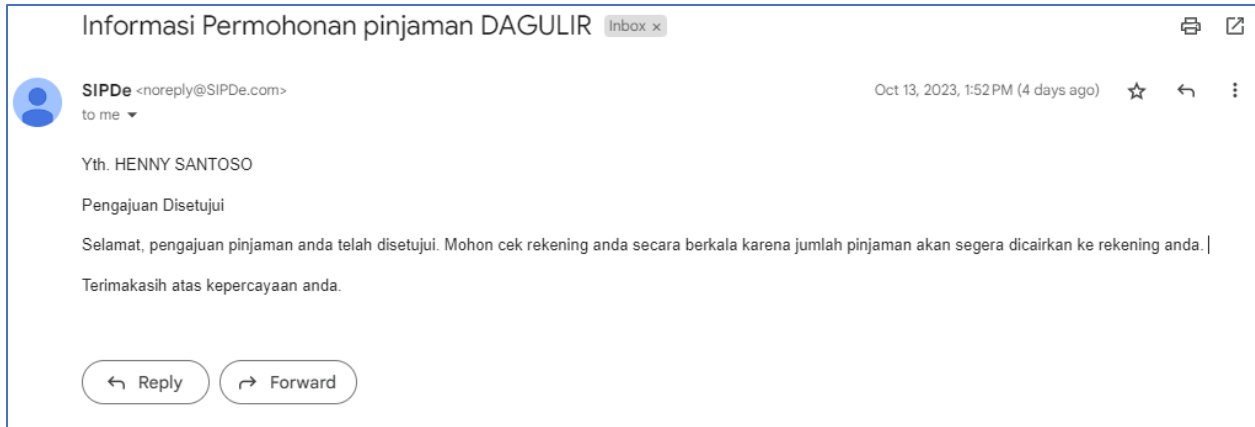 Informasi Permohonan pinjaman DAGULIR Inbox ×
SIPDe <noreply@SIPDe.com> Oct 13, 2023, 1:52 PM (4 days ago)
to me
Yth. HENNY SANTOSO
Pengajuan Disetujui
Selamat, pengajuan pinjaman anda telah disetujui. Mohon cek rekening anda secara berkala karena jumlah pinjaman akan segera dicairkan ke rekening anda.
Terimakasih atas kepercayaan anda.
Reply Forward